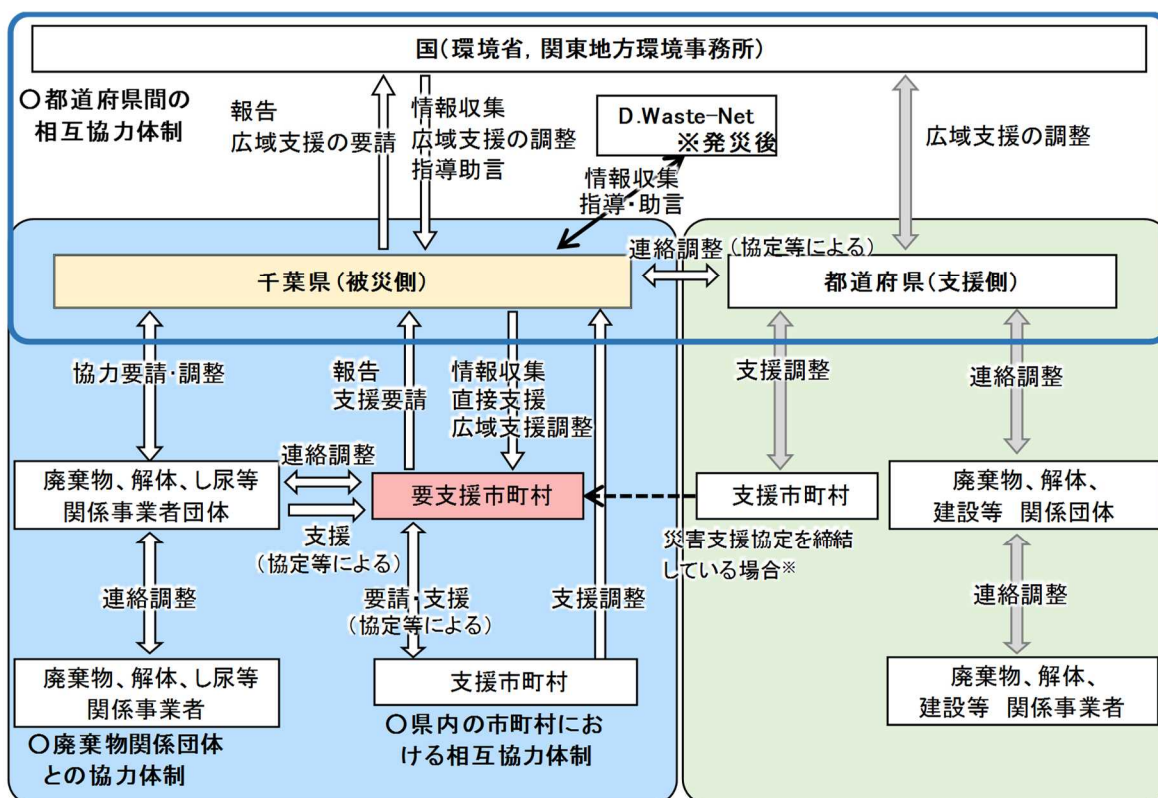 国（環境省，関東地方環境事務所）
○都道府県間の
相互協力体制
報告
広域支援の要請
情報収集
広域支援の調整
指導助言
D.Waste-Net
※発災後
情報収集
指導・助言
広域支援の調整
連絡調整（協定等による）
千葉県（被災側）
都道府県（支援側）
協力要請・調整
報告
支援要請
情報収集
直接支援
広域支援調整
支援調整
連絡調整
廃棄物、解体、し尿等
関係事業者団体
連絡調整
支援
（協定等による）
要支援市町村
支援市町村
災害支援協定を締結
している場合※
廃棄物、解体、
建設等 関係団体
連絡調整
要請・支援
（協定等による）
支援調整
連絡調整
廃棄物、解体、し尿等
関係事業者
支援市町村
廃棄物、解体、
建設等 関係事業者
○廃棄物関係団体
との協力体制
○県内の市町村にお
ける相互協力体制